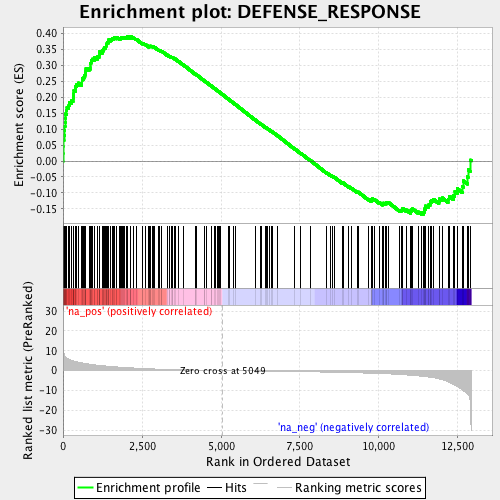 Enrichment plot: DEFENSE_RESPONSE
Enrichment score (ES)
0.40
0.35
0.30
0.25
0.20
0.15
0.10
0.05
0.00
-0.05
-0.10
-0.15
'na_pos' (positively correlated)
Ranked list metric (PreRanked)
30
20
10
0
-10
-20
-30
Zero cross at 5049
'na_neg' (negatively correlated)
0
2,500
5,000
7,500
10,000
12,500
Rank in Ordered Dataset
Enrichment profile
Hits
Ranking metric scores